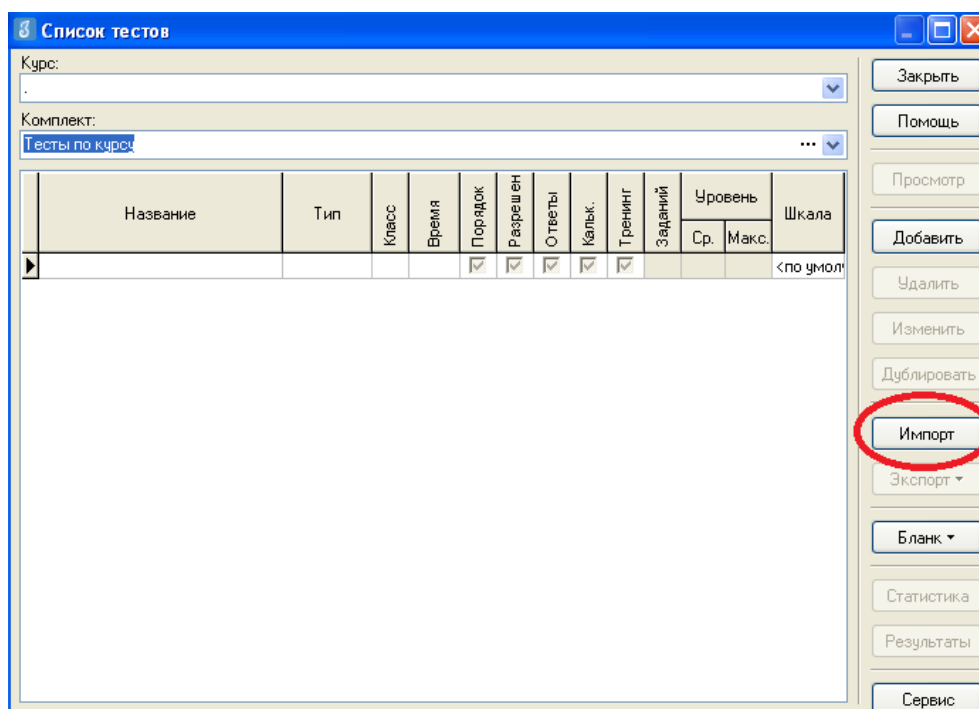 Список тестов
Курс:
.
Комплект:
Тесты по курсу ...
Название Тип Класс Время Порядок Разрешен Ответы Кальк. Тренинг Заданий Уровень Шкала
Ср. Макс.
<по умол
Закрыть
Помощь
Просмотр
Добавить
Удалить
Изменить
Дублировать
Импорт
Экспорт
Бланк
Статистика
Результаты
Сервис